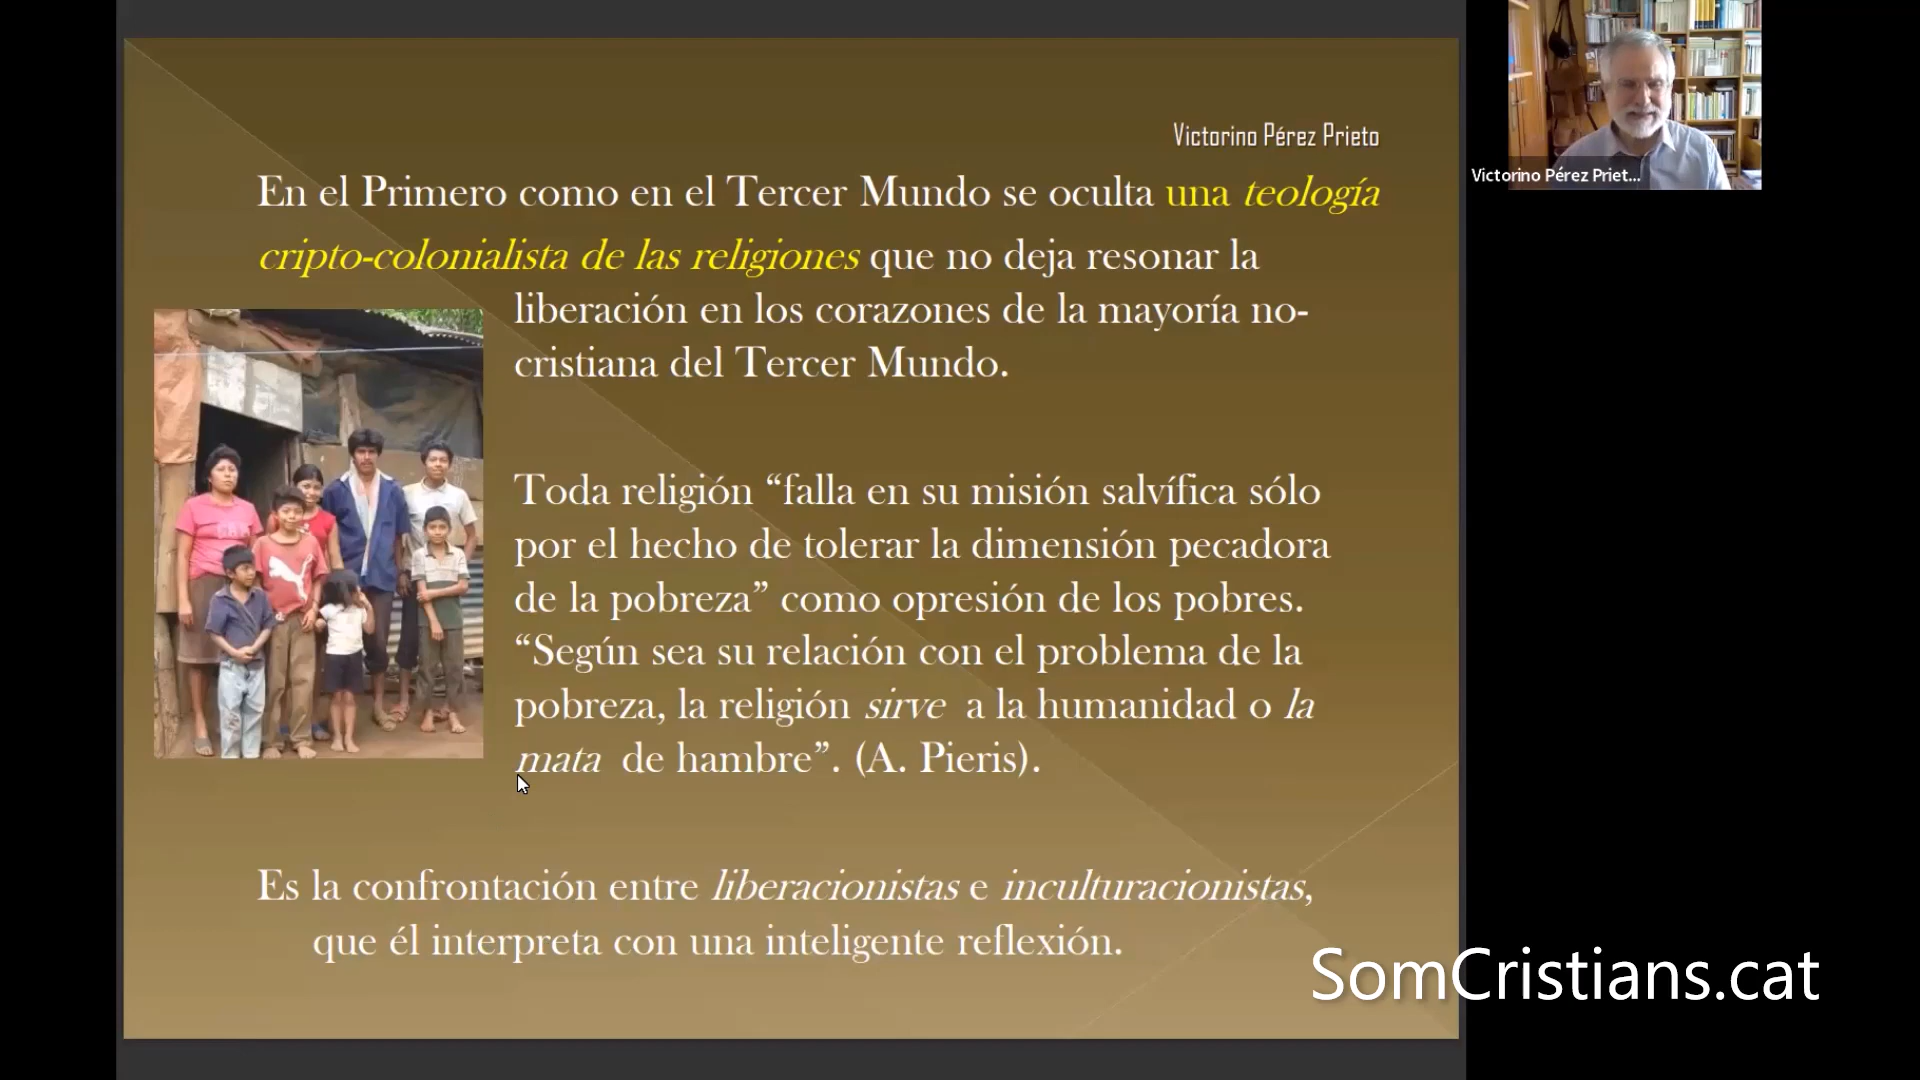 Victorino Pérez Prieto
En el Primero como en el Tercer Mundo se oculta una teología
cripto-colonialista de las religiones que no deja resonar la
liberación en los corazones de la mayoría no-
cristiana del Tercer Mundo.
Toda religión “falla en su misión salvífica sólo
por el hecho de tolerar la dimensión pecadora
de la pobreza” como opresión de los pobres.
“Según sea su relación con el problema de la
pobreza, la religión sirve a la humanidad o la
mata de hambre”. (A. Pieris).
Es la confrontación entre liberacionistas e inculturacionistas,
que él interpreta con una inteligente reflexión.
Victorino Pérez Priet...
SomCristians.cat